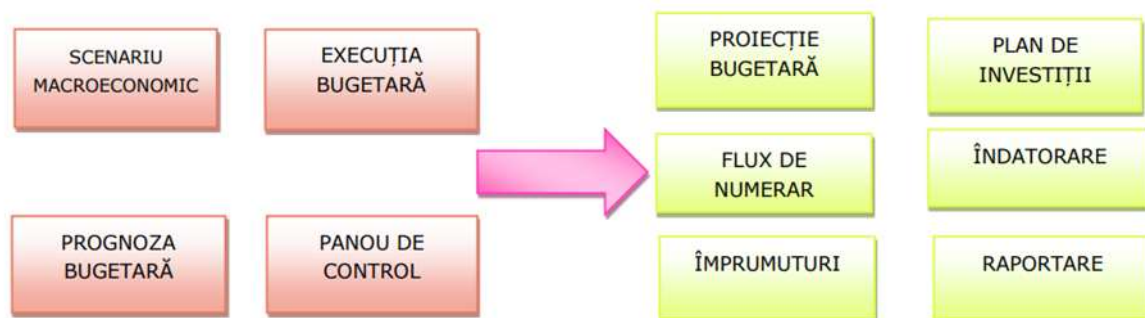 SCENARIU
MACROECONOMIC
EXECUȚIA
BUGETARĂ
PROGNOZA
BUGETARĂ
PANOU DE
CONTROL
PROIECȚIE
BUGETARĂ
PLAN DE
INVESTIȚII
FLUX DE
NUMERAR
ÎNDATORARE
ÎMPRUMUTURI
RAPORTARE